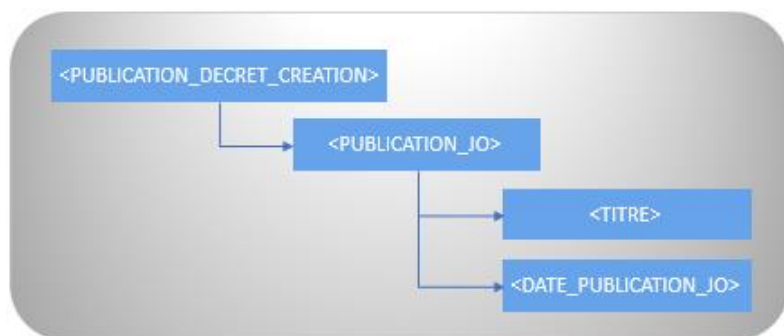 <PUBLICATION_DECRET_CREATION>
<PUBLICATION_JO>
<TITRE>
<DATE_PUBLICATION_JO>